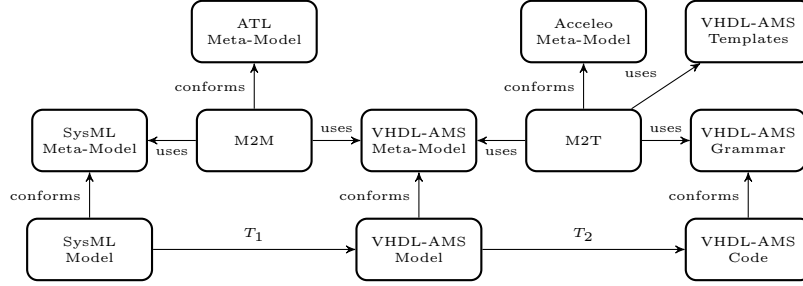 ATL
Meta-Model
Acceleo
Meta-Model
VHDL-AMS
Templates
conforms
conforms
uses
SysML
Meta-Model
uses
M2M
uses
VHDL-AMS
Meta-Model
uses
M2T
uses
VHDL-AMS
Grammar
conforms
conforms
conforms
SysML
Model
T1
VHDL-AMS
Model
T2
VHDL-AMS
Code